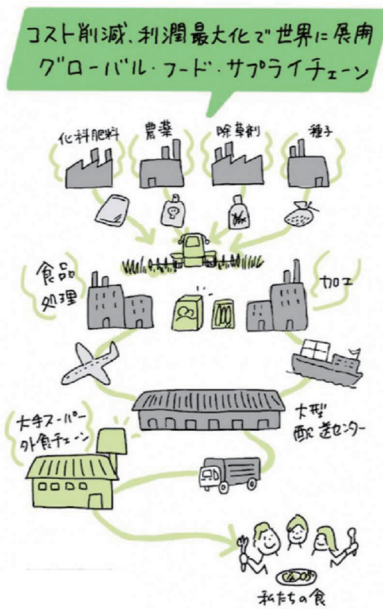 コスト削減、利潤最大化で世界に展開
グローバル・フード・サプライチェーン
化科肥料
農薬
除草剤
種子
食品
処理
加工
大手スーパー
外食チェーン
大型
配送センター
私たちの食